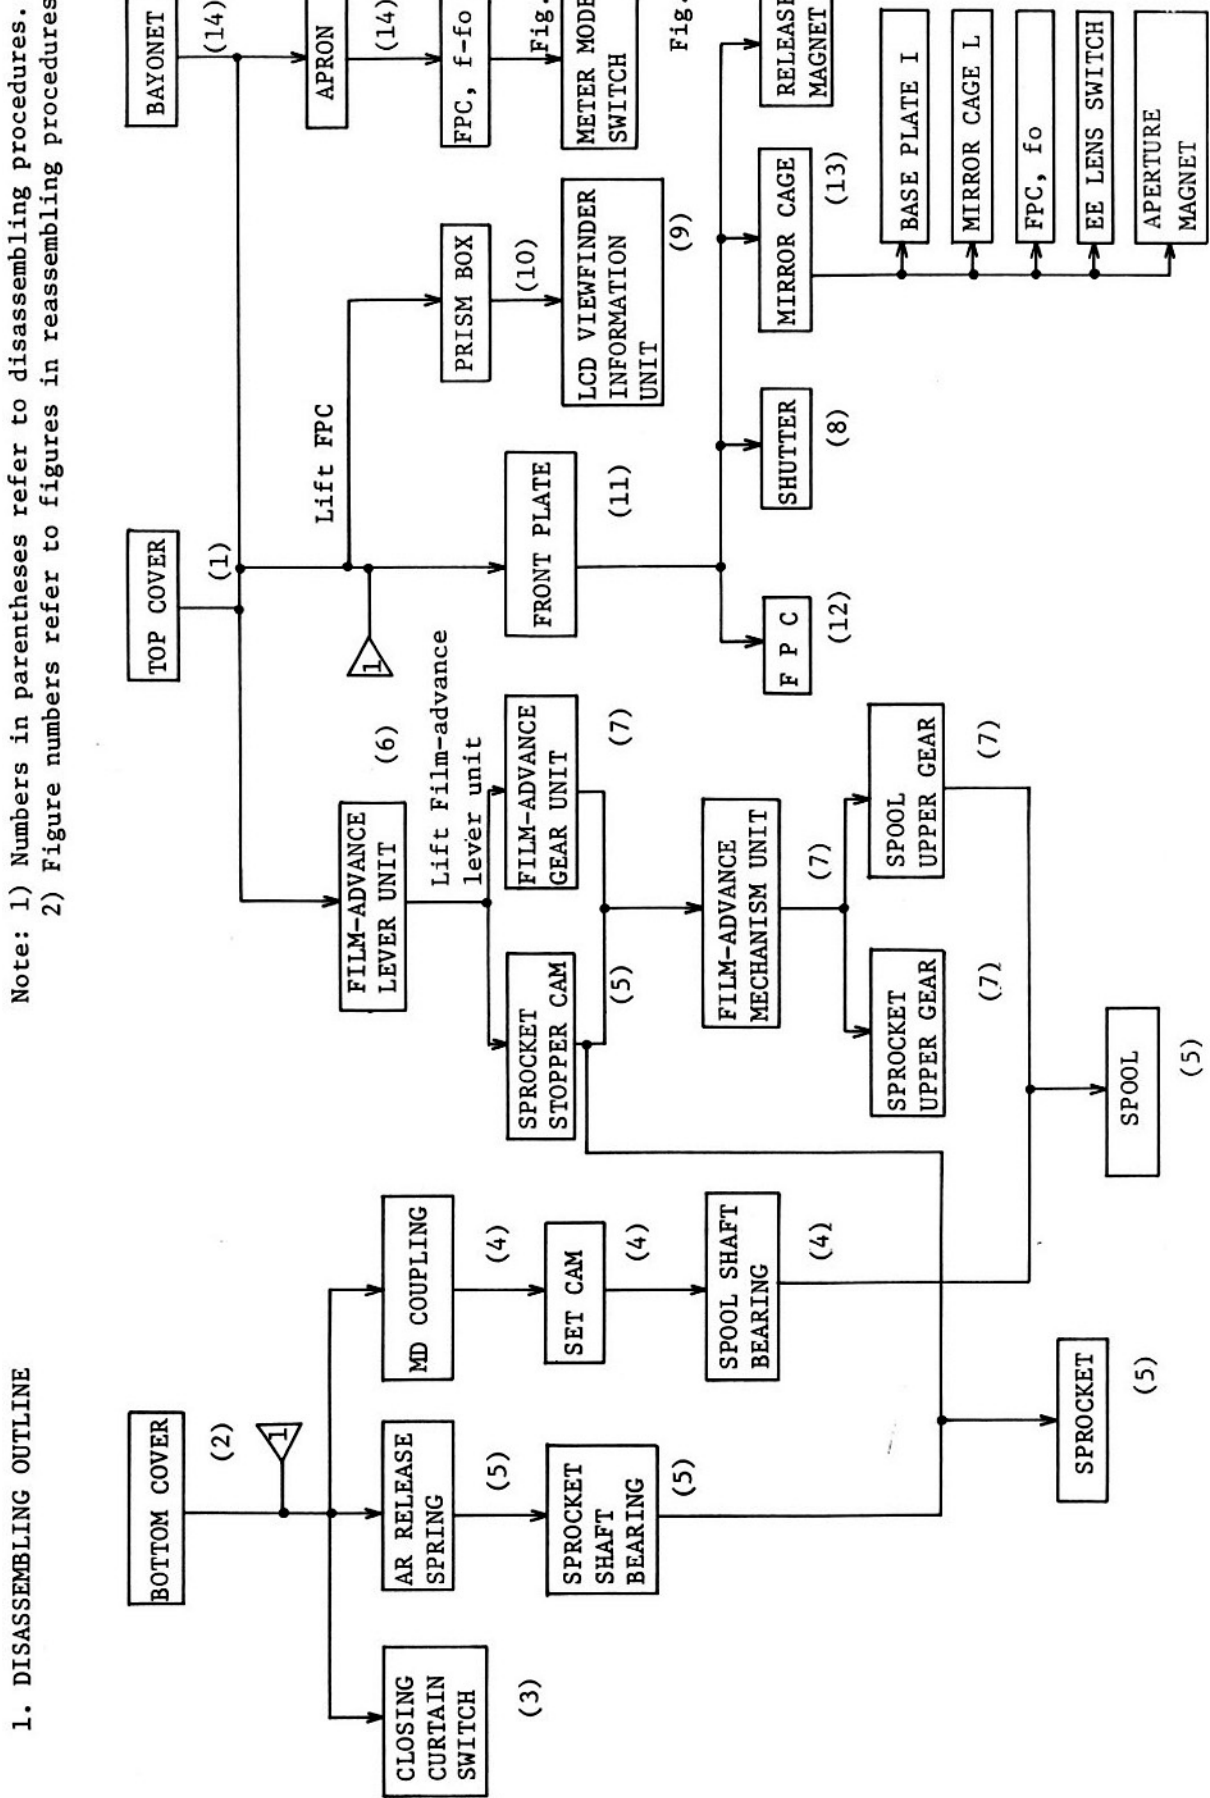 1. DISASSEMBLING OUTLINE
Note: 1) Numbers in parentheses refer to disassembling procedures.
2) Figure numbers refer to figures in reassembling procedures
BOTTOM COVER
(2)
1
CLOSING
CURTAIN
SWITCH
(3)
AR RELEASE
SPRING
(5)
SPROCKET
SHAFT
BEARING
(5)
MD COUPLING
(4)
SET CAM
(4)
SPOOL SHAFT
BEARING
(4)
SPROCKET
(5)
SPOOL
(5)
TOP COVER
(1)
FILM-ADVANCE
LEVER UNIT
(6)
Lift Film-advance
lever unit
SPROCKET
STOPPER CAM
(5)
FILM-ADVANCE
GEAR UNIT
(7)
FILM-ADVANCE
MECHANISM UNIT
(7)
SPROCKET
UPPER GEAR
(7)
SPOOL
UPPER GEAR
(7)
1
Lift FPC
FRONT PLATE
(11)
PRISM BOX
(10)
LCD VIEWFINDER
INFORMATION
UNIT
(9)
F P C
(12)
SHUTTER
(8)
MIRROR CAGE
(13)
RELEASE
MAGNET
BASE PLATE I
MIRROR CAGE L
FPC, fo
EE LENS SWITCH
APERTURE
MAGNET
BAYONET
(14)
APRON
(14)
FPC, f-fo
Fig.
METER MODE
SWITCH
Fig.